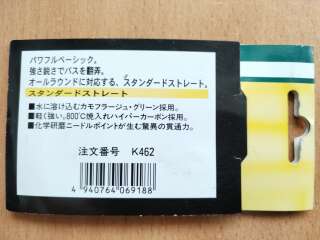 パワフルベーシック。
強さ鋭さでバスを翻弄。
オールラウンドに対応する、スタンダードストレート。
スタンダードストレート
■水に溶け込むカモフラージュ・グリーン採用。
■軽く強い、800℃焼入れハイパーカーボン採用。
■化学研磨ニードルポイントが生む驚異の貫通力。
注文番号 K462
4 940764 069188